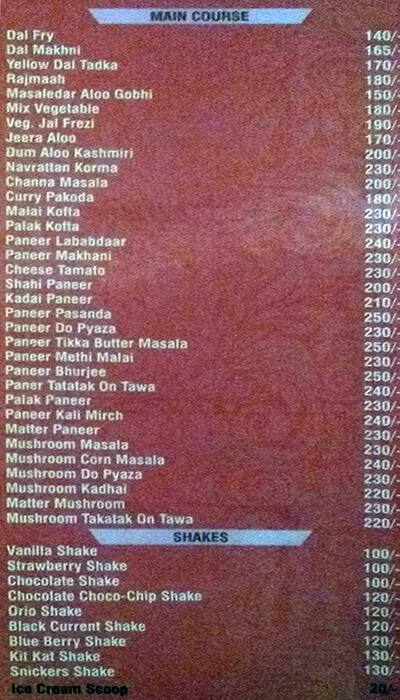 MAIN COURSE
Dal Fry 140/-
Dal Makhni 165/-
Yellow Dal Tadka 170/-
Rajmaah 180/-
Masaledar Aloo Gobhi 150/-
Mix Vegetable 180/-
Veg. Jal Frezi 190/-
Jeera Aloo 170/-
Dum Aloo Kashmiri 200/-
Navrattan Korma 230/-
Channa Masala 200/-
Curry Pakoda 180/-
Malai Kofta 230/-
Palak Kofta 230/-
Paneer Lababdaar 240/-
Paneer Makhani 230/-
Cheese Tamato 230/-
Shahi Paneer 200/-
Kadai Paneer 210/-
Paneer Pasanda 250/-
Paneer Do Pyaza 230/-
Paneer Tikka Butter Masala 250/-
Paneer Methi Malai 230/-
Paneer Bhurjee 250/-
Paner Tatatak On Tawa 240/-
Palak Paneer 230/-
Paneer Kali Mirch 240/-
Matter Paneer 230/-
Mushroom Masala 230/-
Mushroom Corn Masala 240/-
Mushroom Do Pyaza 230/-
Mushroom Kadhai 220/-
Matter Mushroom 230/-
Mushroom Takatak On Tawa 220/-
SHAKES
Vanilla Shake 100/-
Strawberry Shake 100/-
Chocolate Shake 100/-
Chocolate Choco-Chip Shake 120/-
Orio Shake 120/-
Black Current Shake 120/-
Blue Berry Shake 120/-
Kit Kat Shake 130/-
Snickers Shake 130/-
Ice Cream Scoop 20/-